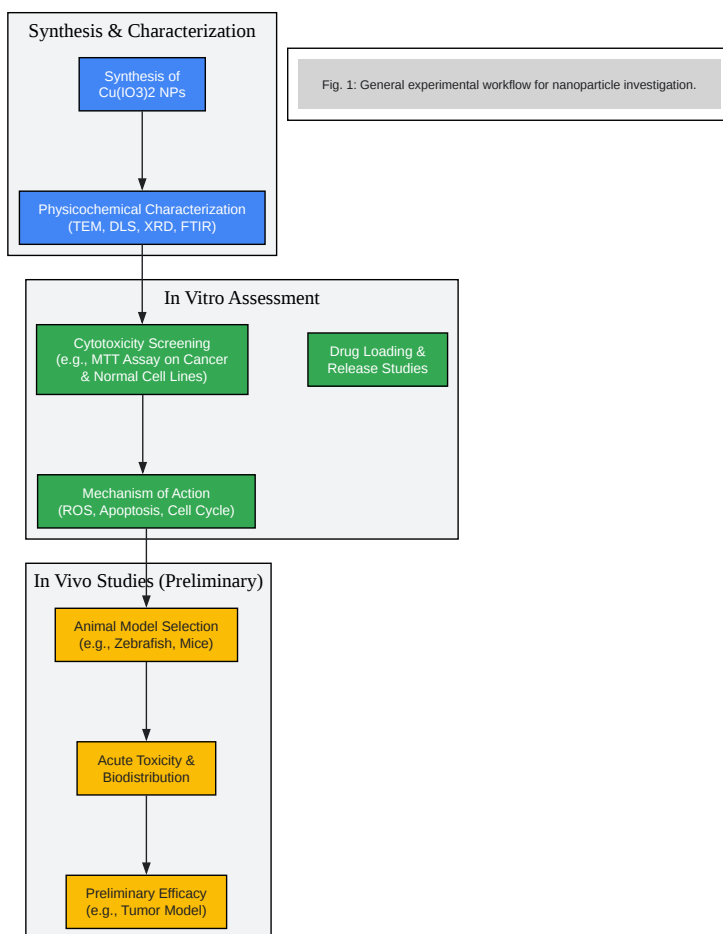 Synthesis & Characterization
Synthesis of
Cu(IO3)2 NPs
Fig. 1: General experimental workflow for nanoparticle investigation.
Physicochemical Characterization
(TEM, DLS, XRD, FTIR)
In Vitro Assessment
Cytotoxicity Screening
(e.g., MTT Assay on Cancer
& Normal Cell Lines)
Drug Loading &
Release Studies
Mechanism of Action
(ROS, Apoptosis, Cell Cycle)
In Vivo Studies (Preliminary)
Animal Model Selection
(e.g., Zebrafish, Mice)
Acute Toxicity &
Biodistribution
Preliminary Efficacy
(e.g., Tumor Model)